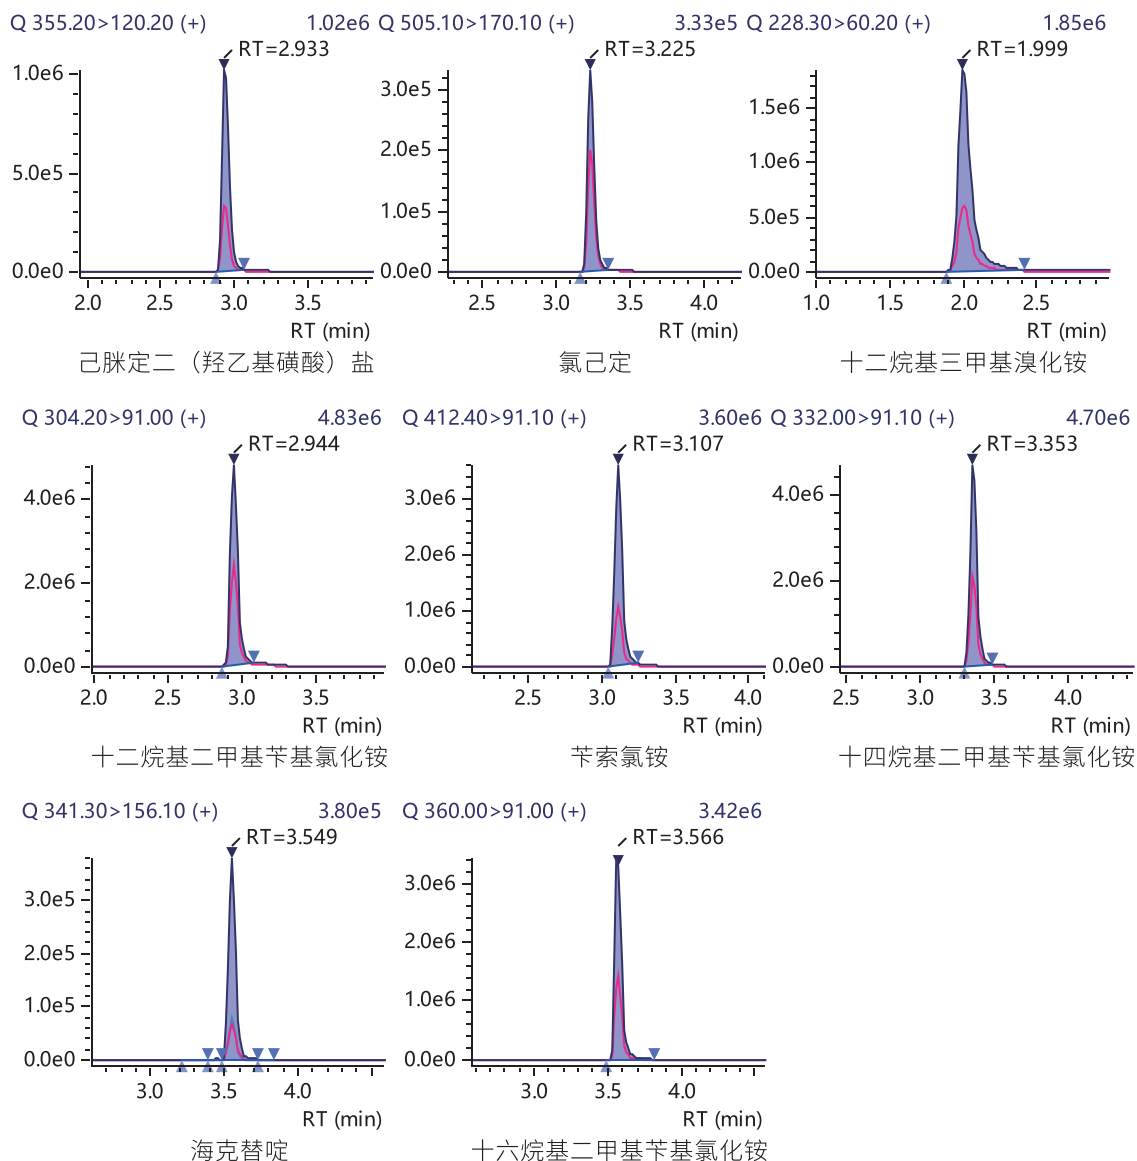 Q 355.20>120.20 (+) 1.02e6 Q 505.10>170.10 (+) 3.33e5 Q 228.30>60.20 (+) 1.85e6
RT=2.933 RT=3.225 RT=1.999
1.0e6
5.0e5
0.0e0
2.0 2.5 3.0 3.5
RT (min)
己脒定二（羟乙基磺酸）盐
3.0e5
2.0e5
1.0e5
0.0e0
2.5 3.0 3.5 4.0
RT (min)
氯己定
1.5e6
1.0e6
5.0e5
0.0e0
1.0 1.5 2.0 2.5
RT (min)
十二烷基三甲基溴化铵
Q 304.20>91.00 (+) 4.83e6 Q 412.40>91.10 (+) 3.60e6 Q 332.00>91.10 (+) 4.70e6
RT=2.944 RT=3.107 RT=3.353
4.0e6
2.0e6
0.0e0
2.0 2.5 3.0 3.5
RT (min)
十二烷基二甲基苄基氯化铵
3.0e6
2.0e6
1.0e6
0.0e0
2.5 3.0 3.5 4.0
RT (min)
苄索氯铵
4.0e6
2.0e6
0.0e0
2.5 3.0 3.5 4.0
RT (min)
十四烷基二甲基苄基氯化铵
Q 341.30>156.10 (+) 3.80e5 Q 360.00>91.00 (+) 3.42e6
RT=3.549 RT=3.566
3.0e5
2.0e5
1.0e5
0.0e0
3.0 3.5 4.0
RT (min)
海克替啶
3.0e6
2.0e6
1.0e6
0.0e0
3.0 3.5 4.0
RT (min)
十六烷基二甲基苄基氯化铵